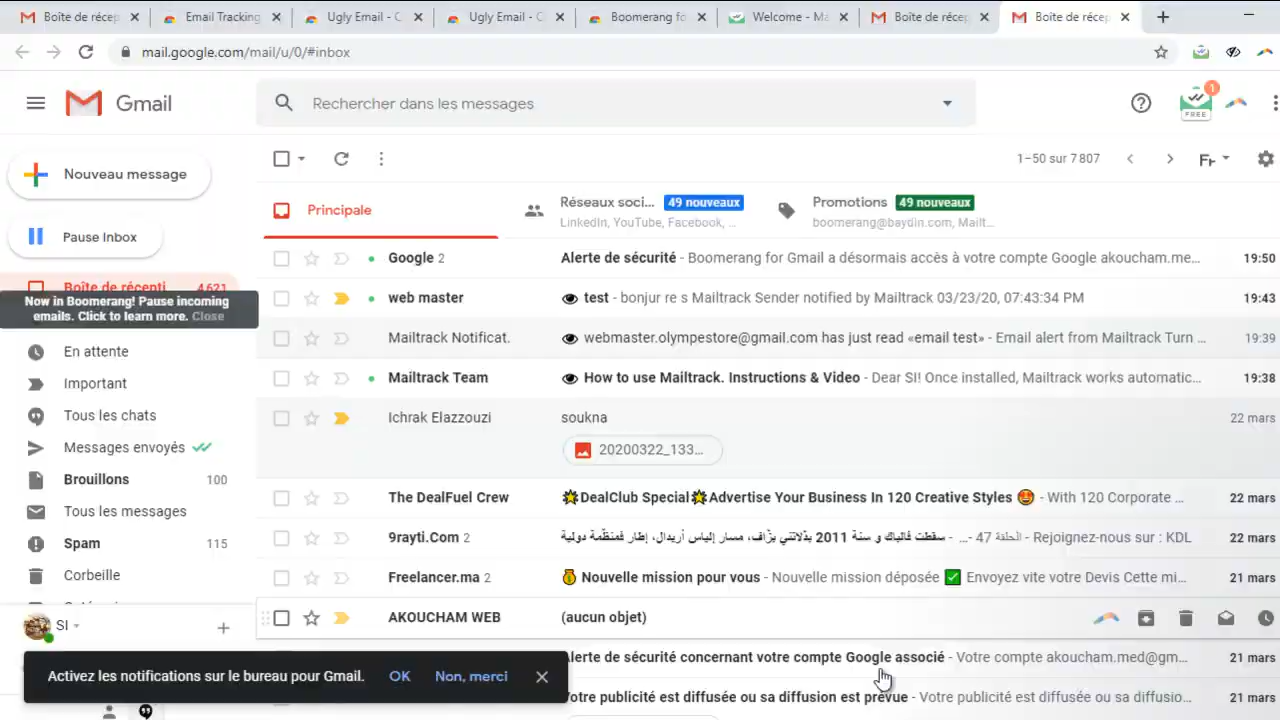 Boîte de récep
Email Tracking
Ugly Email - C
Ugly Email - C
Boomerang fo
Welcome - Ma
Boîte de récep
Boîte de récep
mail.google.com/mail/u/0/#inbox
Gmail
Rechercher dans les messages
1
FREE
Nouveau message
1–50 sur 7 807
Fr
Pause Inbox
Principale
Réseaux soci... 49 nouveaux
LinkedIn, YouTube, Facebook, ...
Promotions 49 nouveaux
boomerang@baydin.com, Mailt...
Boîte de récepti 4 621
Now in Boomerang! Pause incoming
emails. Click to learn more. Close
En attente
Important
Tous les chats
Messages envoyés
Brouillons 100
Tous les messages
Spam 115
Corbeille
SI
Google 2 Alerte de sécurité - Boomerang for Gmail a désormais accès à votre compte Google akoucham.me... 19:50
web master test - bonjur re s Mailtrack Sender notified by Mailtrack 03/23/20, 07:43:34 PM 19:43
Mailtrack Notificat. webmaster.olympestore@gmail.com has just read «email test» - Email alert from Mailtrack Turn ... 19:39
Mailtrack Team How to use Mailtrack. Instructions & Video - Dear SI! Once installed, Mailtrack works automatic... 19:38
Ichrak Elazzouzi soukna 22 mars
20200322_133...
The DealFuel Crew 🌟DealClub Special🌟Advertise Your Business In 120 Creative Styles 🤩 - With 120 Corporate ... 22 mars
9rayti.Com 2 سنة 2011 مسار إلياس أريدال، إطار دولية - ... - الحلقة 47 - Rejoignez-nous sur : KDL 22 mars
Freelancer.ma 2 💰 Nouvelle mission pour vous - Nouvelle mission déposée ✅ Envoyez vite votre Devis Cette mi... 21 mars
AKOUCHAM WEB (aucun objet)
Alerte de sécurité concernant votre compte Google associé - Votre compte akoucham.med@gm... 21 mars
Votre publicité est diffusée ou sa diffusion est prévue - Votre publicité est diffusée ou sa diffusio... 21 mars
Activez les notifications sur le bureau pour Gmail. OK Non, merci